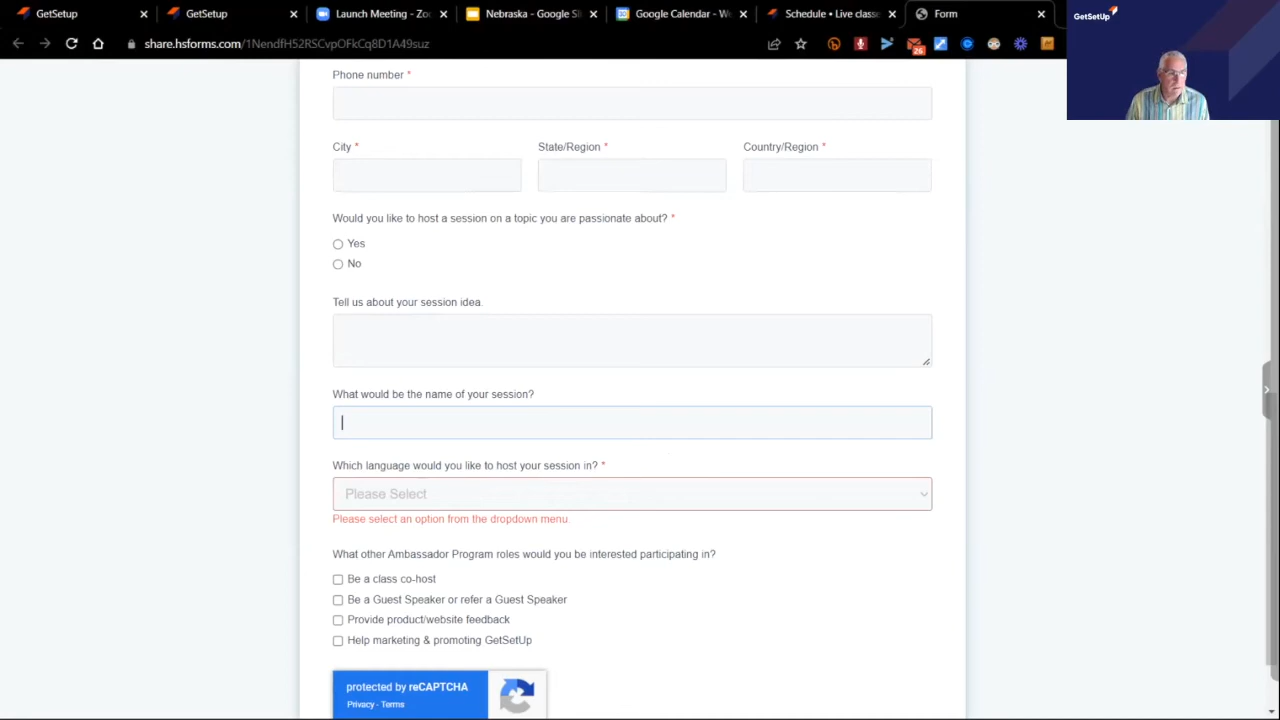 GetSetup
GetSetup
Launch Meeting - Zo
Nebraska - Google Sli
Google Calendar - We
Schedule • Live classe
Form
GetSetUp
share.hsforms.com/1NendfH52RSCvpOFkCq8D1A49suz
26
Phone number *
City *
State/Region *
Country/Region *
Would you like to host a session on a topic you are passionate about? *
Yes
No
Tell us about your session idea.
What would be the name of your session?
Which language would you like to host your session in? *
Please Select
Please select an option from the dropdown menu.
What other Ambassador Program roles would you be interested participating in?
Be a class co-host
Be a Guest Speaker or refer a Guest Speaker
Provide product/website feedback
Help marketing & promoting GetSetUp
protected by reCAPTCHA
Privacy - Terms